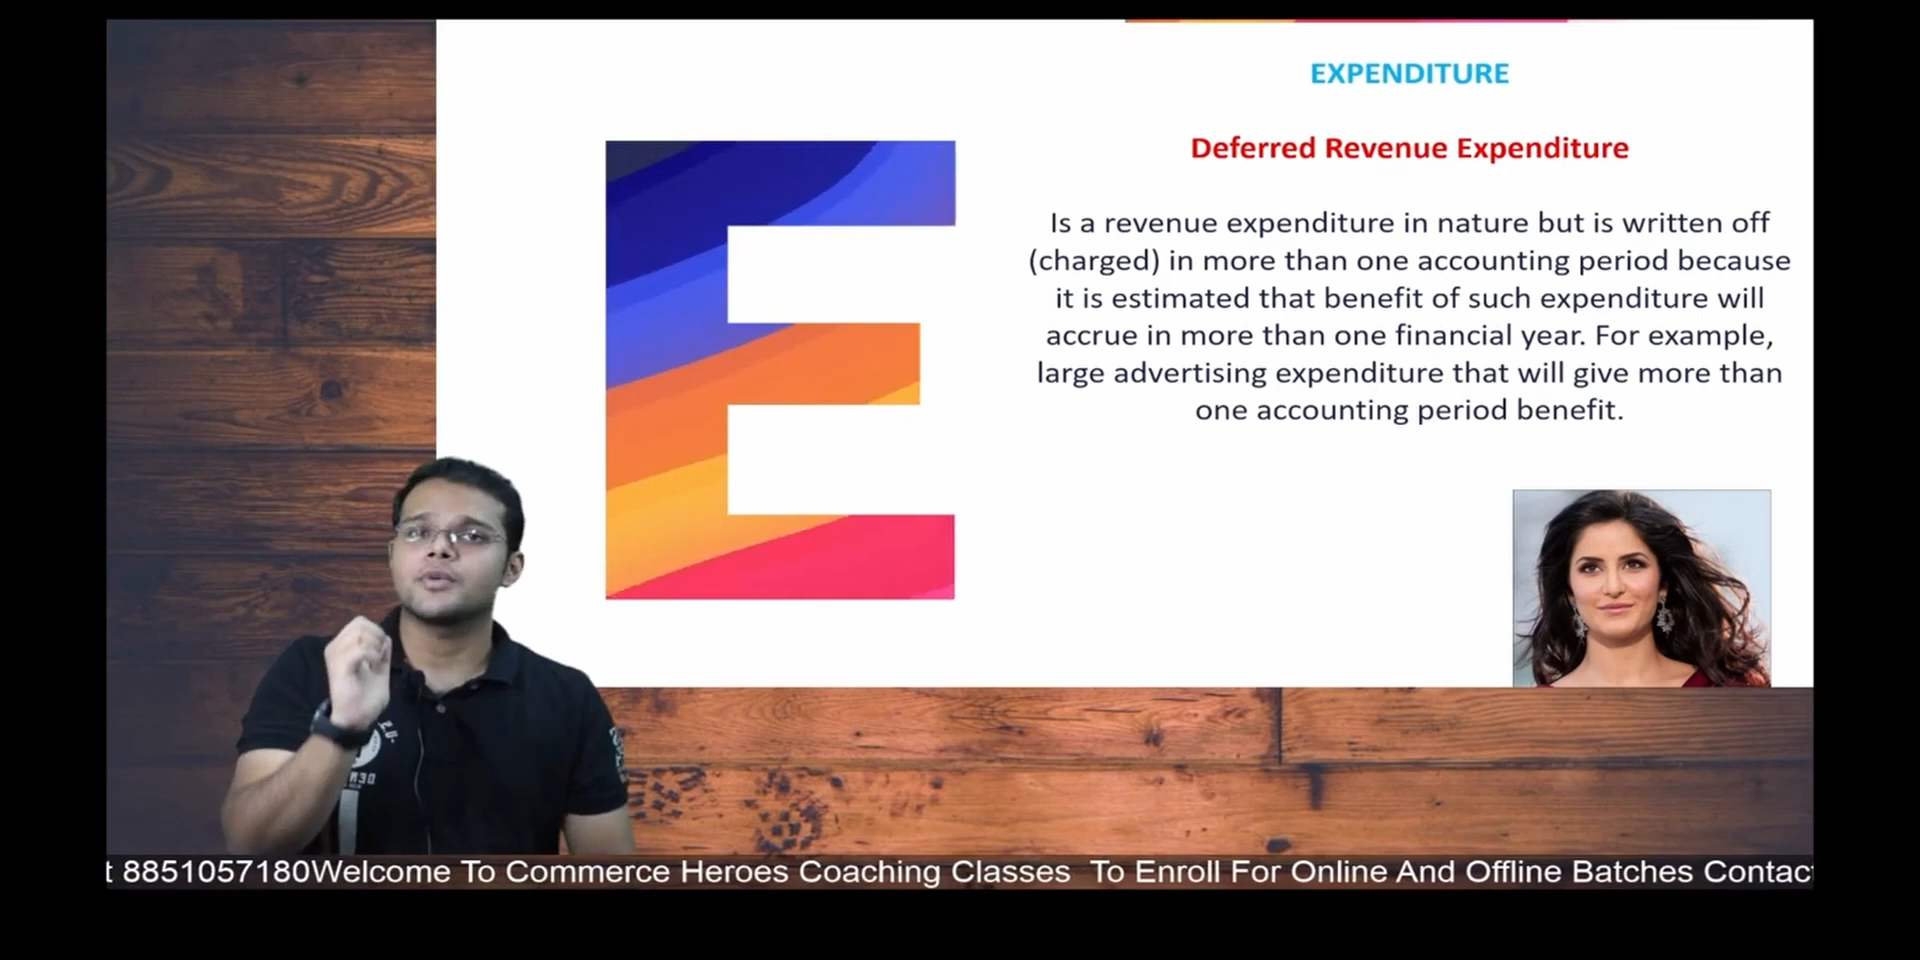 EXPENDITURE
Deferred Revenue Expenditure
Is a revenue expenditure in nature but is written off
(charged) in more than one accounting period because
it is estimated that benefit of such expenditure will
accrue in more than one financial year. For example,
large advertising expenditure that will give more than
one accounting period benefit.
E
t 8851057180Welcome To Commerce Heroes Coaching Classes To Enroll For Online And Offline Batches Contact